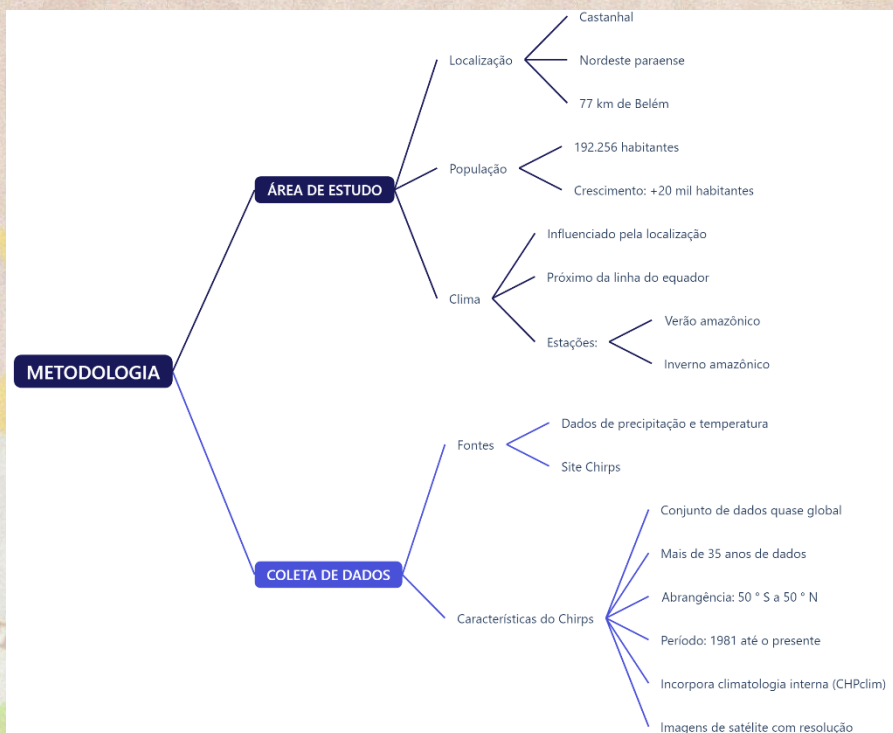 METODOLOGIA
ÁREA DE ESTUDO
Localização
Castanhal
Nordeste paraense
77 km de Belém
População
192.256 habitantes
Crescimento: +20 mil habitantes
Clima
Influenciado pela localização
Próximo da linha do equador
Estações:
Verão amazônico
Inverno amazônico
COLETA DE DADOS
Fontes
Dados de precipitação e temperatura
Site Chirps
Características do Chirps
Conjunto de dados quase global
Mais de 35 anos de dados
Abrangência: 50 ° S a 50 ° N
Período: 1981 até o presente
Incorpora climatologia interna (CHPclim)
Imagens de satélite com resolução